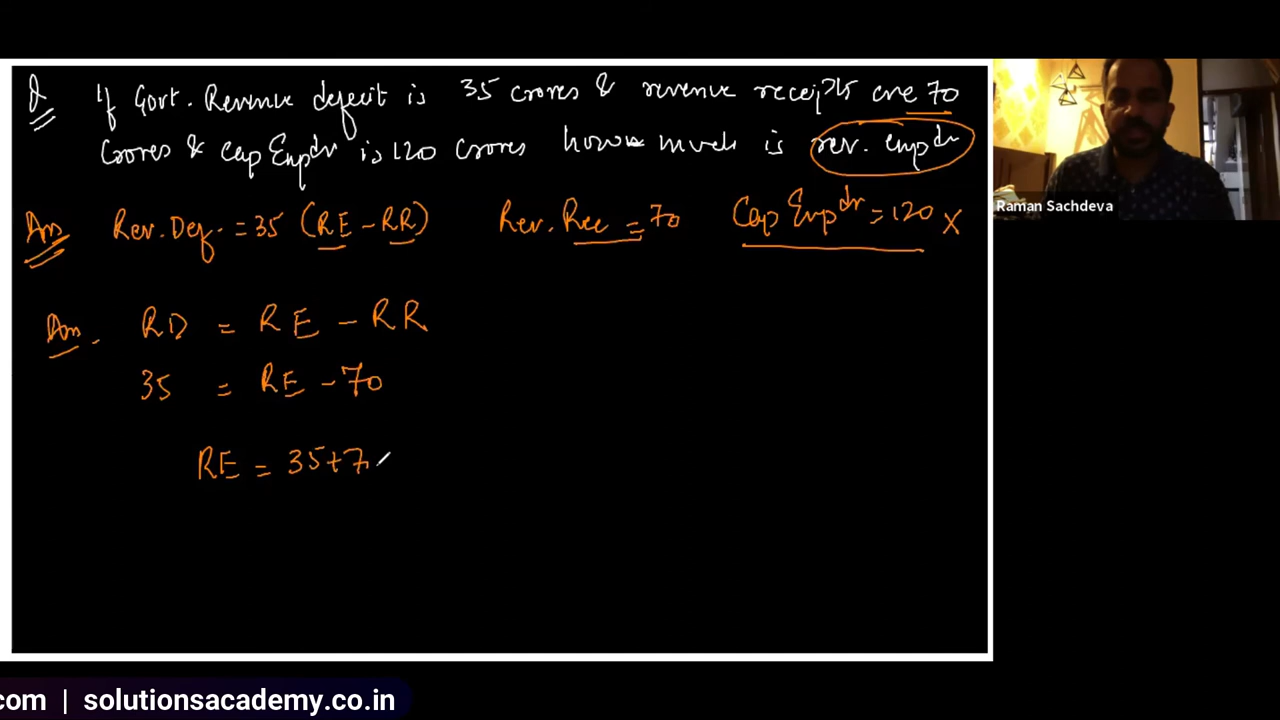 Q If Govt. Revenue deficit is 35 crores & revenue receipts are 70
Crores & Cap Expdr is 120 Crores how much is rev. expdr
Ans Rev. Def. = 35 (RE - RR) Rev. Rec = 70 Cap Expdr = 120 X
Ans. RD = RE - RR
35 = RE - 70
RE = 35+7
Raman Sachdeva
com | solutionsacademy.co.in